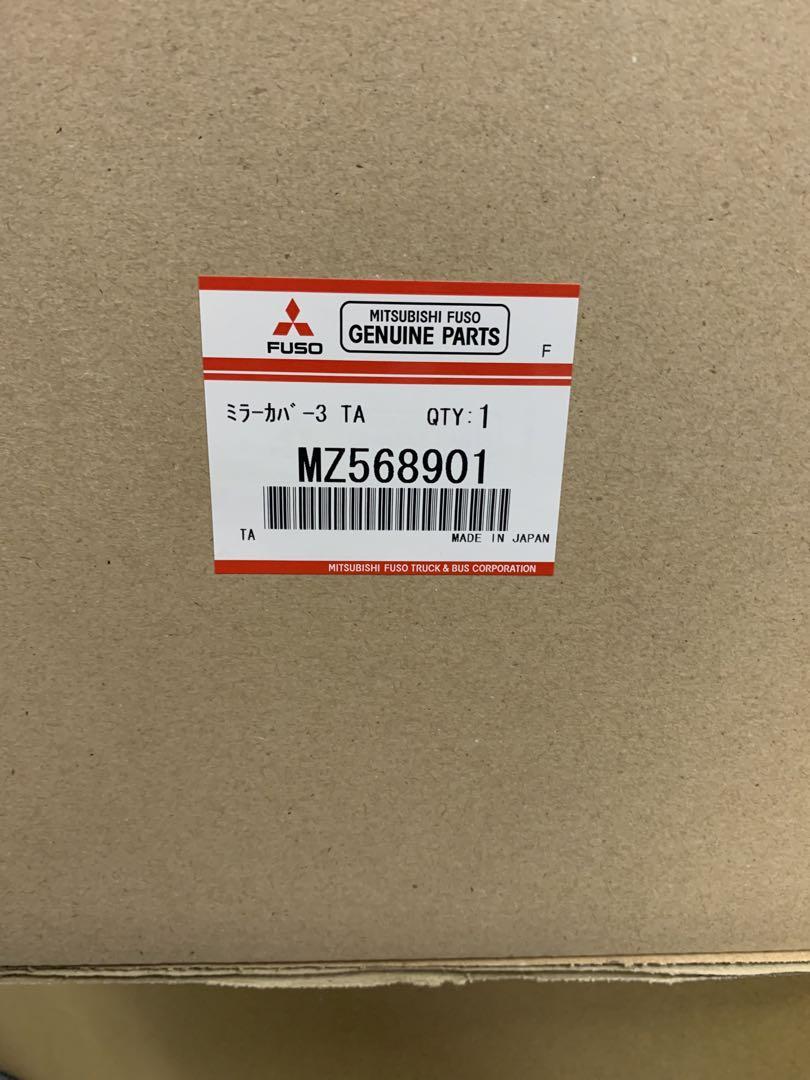 FUSO
MITSUBISHI FUSO
GENUINE PARTS
F
ﾐﾗｰｶﾊﾞｰ3 TA QTY:1
MZ568901
TA MADE IN JAPAN
MITSUBISHI FUSO TRUCK & BUS CORPORATION